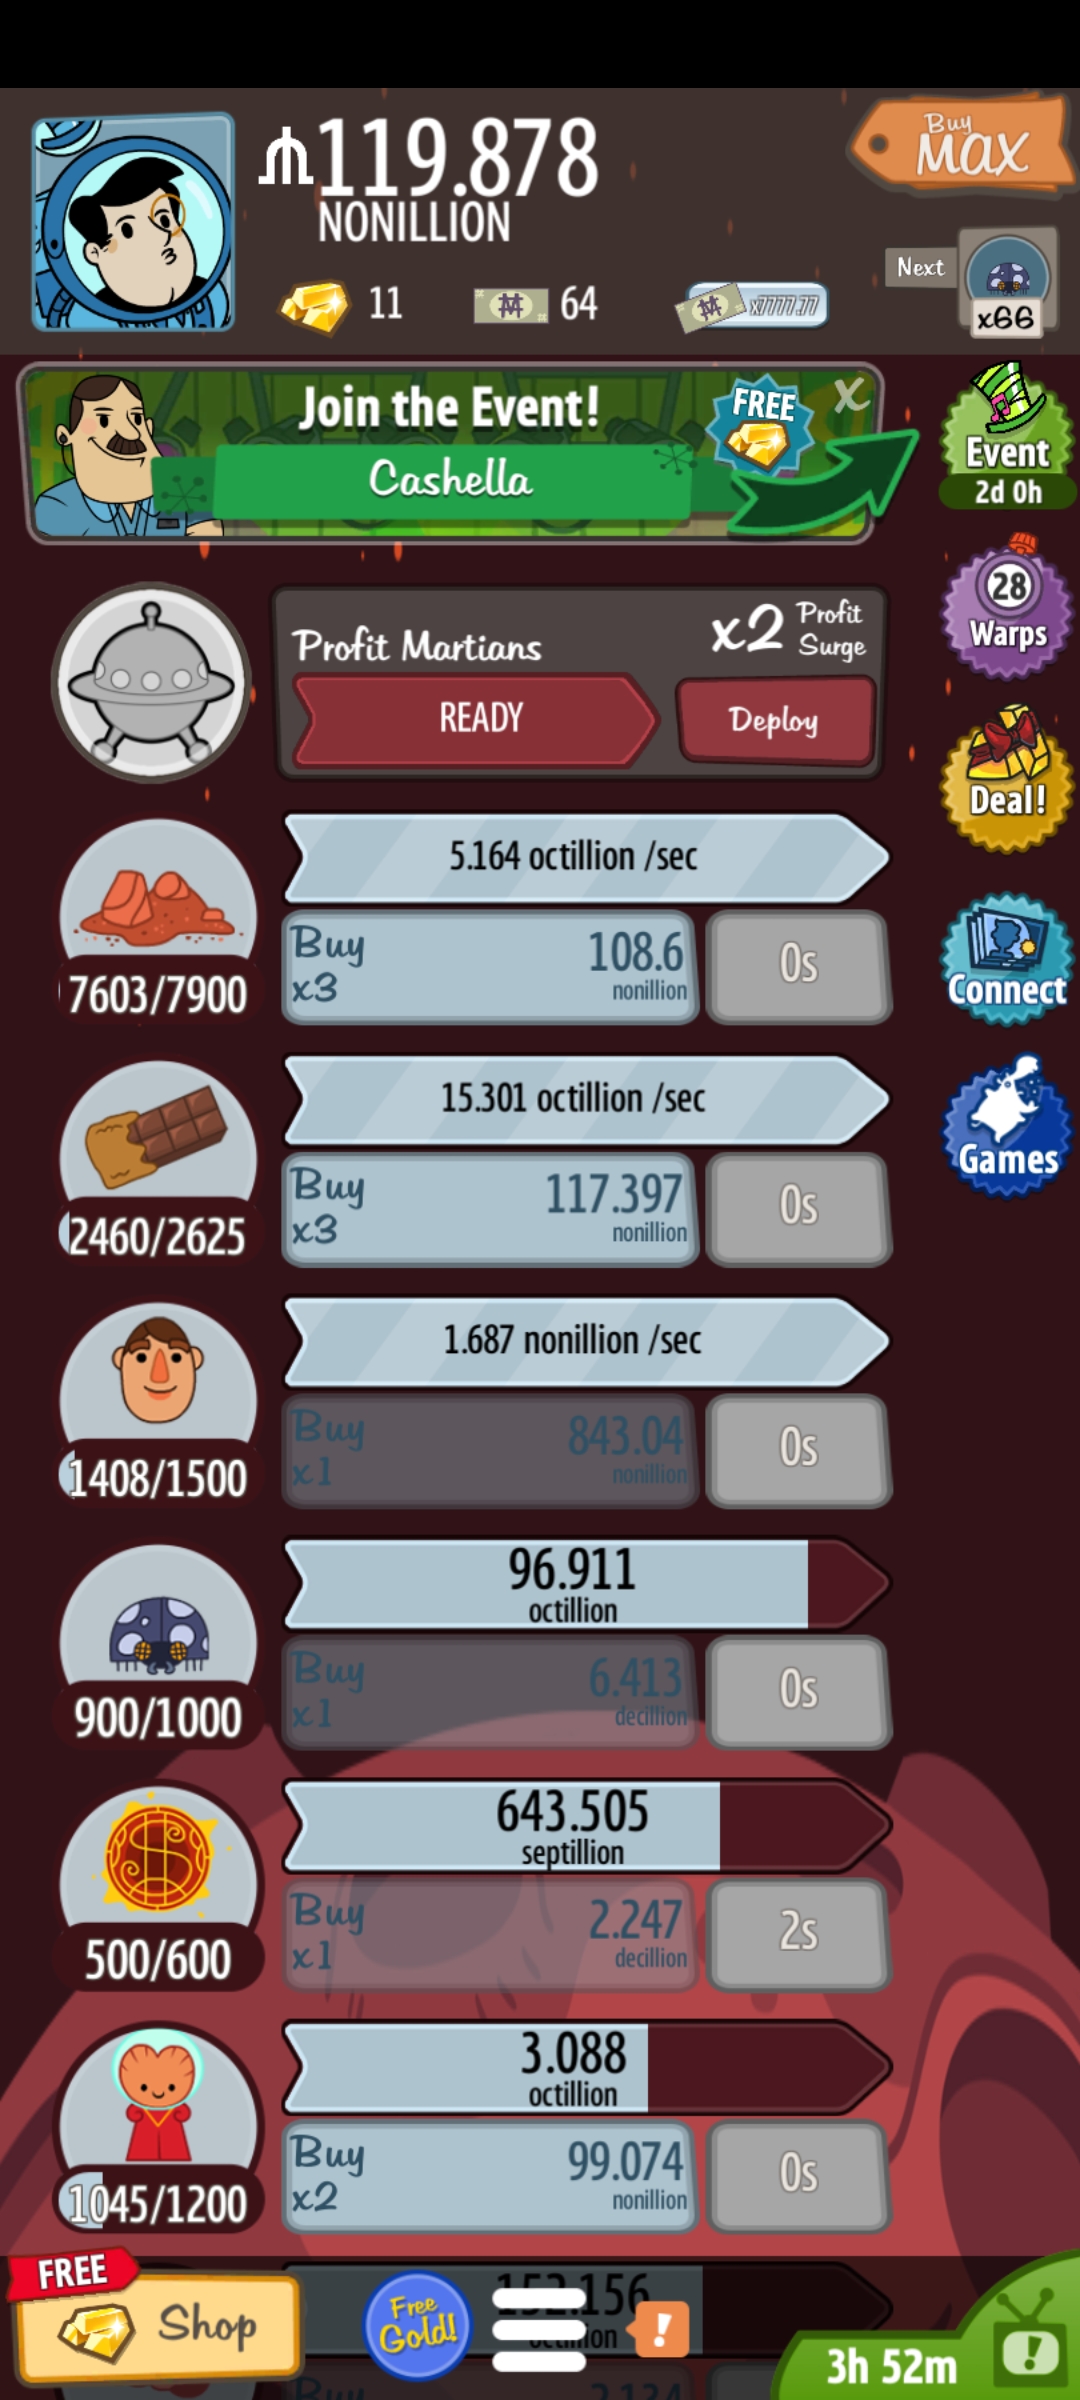 119.878
NONILLION
Buy
MAX
11
64
x7777.77
Next
x66
Join the Event!
FREE
X
Cashella
Event
2d 0h
28
Warps
Profit Martians
x2 Profit
Surge
READY
Deploy
Deal!
5.164 octillion /sec
Buy
x3
108.6
nonillion
0s
7603/7900
Connect
15.301 octillion /sec
Buy
x3
117.397
nonillion
0s
2460/2625
Games
1.687 nonillion /sec
Buy
x1
843.04
nonillion
0s
1408/1500
96.911
octillion
Buy
x1
6.413
decillion
0s
900/1000
643.505
septillion
Buy
x1
2.247
decillion
2s
500/600
3.088
octillion
Buy
x2
99.074
nonillion
0s
1045/1200
FREE
Shop
Free
Gold!
!
3h 52m
!